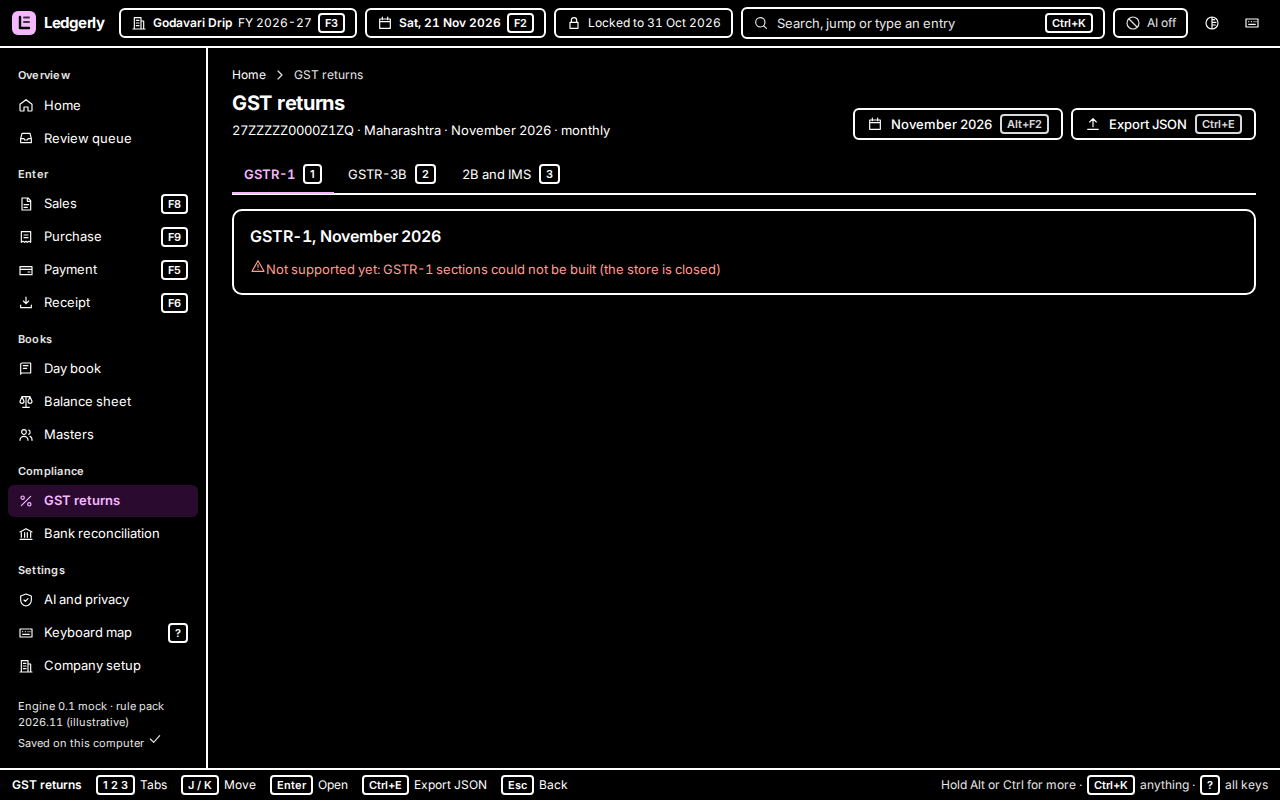 Ledgerly
Godavari Drip FY 2026-27 F3
Sat, 21 Nov 2026 F2
Locked to 31 Oct 2026
Search, jump or type an entry Ctrl+K
AI off
Overview
Home
Review queue
Enter
Sales F8
Purchase F9
Payment F5
Receipt F6
Books
Day book
Balance sheet
Masters
Compliance
GST returns
Bank reconciliation
Settings
AI and privacy
Keyboard map ?
Company setup
Engine 0.1 mock · rule pack
2026.11 (illustrative)
Saved on this computer
Home > GST returns
GST returns
27ZZZZZ0000Z1ZQ · Maharashtra · November 2026 · monthly
November 2026 Alt+F2
Export JSON Ctrl+E
GSTR-1 1
GSTR-3B 2
2B and IMS 3
GSTR-1, November 2026
Not supported yet: GSTR-1 sections could not be built (the store is closed)
GST returns 1 2 3 Tabs J / K Move Enter Open Ctrl+E Export JSON Esc Back
Hold Alt or Ctrl for more · Ctrl+K anything · ? all keys